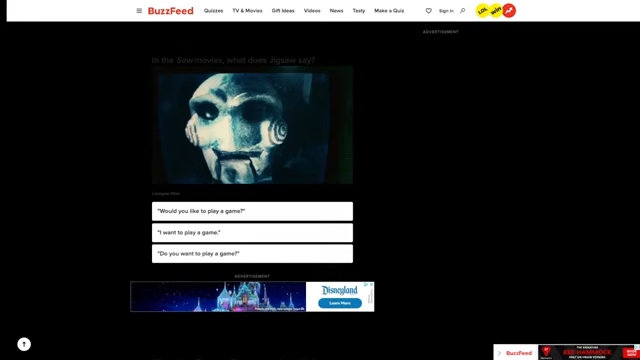 BuzzFeed
Quizzes TV & Movies Gift Ideas Videos News Tasty Make a Quiz
Sign In
LOL
WIN
ADVERTISEMENT
In the Saw movies, what does Jigsaw say?
Lionsgate Films
"Would you like to play a game?"
"I want to play a game."
"Do you want to play a game?"
ADVERTISEMENT
Disneyland
Learn More
BuzzFeed